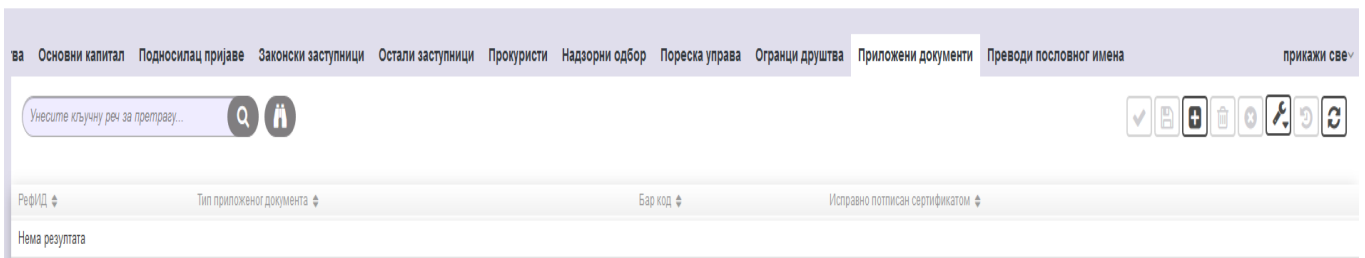 ва Основни капитал Подносилац пријаве Законски заступници Остали заступници Прокуристи Надзорни одбор Пореска управа Огранци друштва Приложени документи Преводи пословног имена прикажи све
Унесите кључну реч за претрагу...
РефИД Тип приложеног документа Бар код Исправно потписан сертификатом
Нема резултата